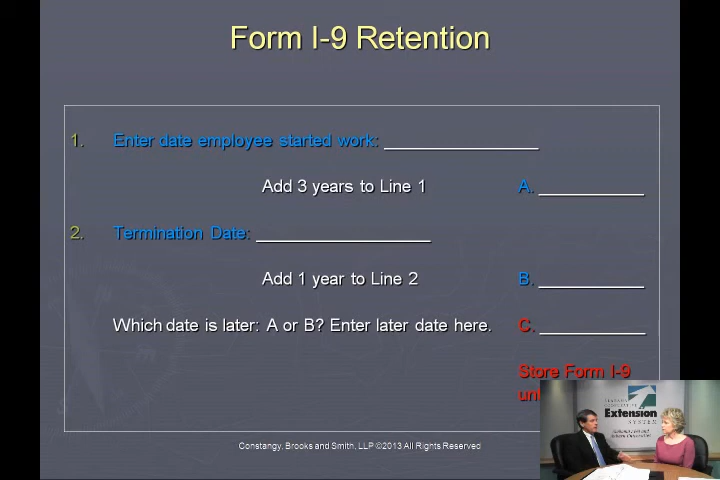 Form I-9 Retention
1. Enter date employee started work: ________________
Add 3 years to Line 1 A. ___________
2. Termination Date: __________________
Add 1 year to Line 2 B. ___________
Which date is later: A or B? Enter later date here. C. ___________
Store Form I-9
Constangy, Brooks and Smith, LLP ©2013 All Rights Reserved
Extension
SYSTEM